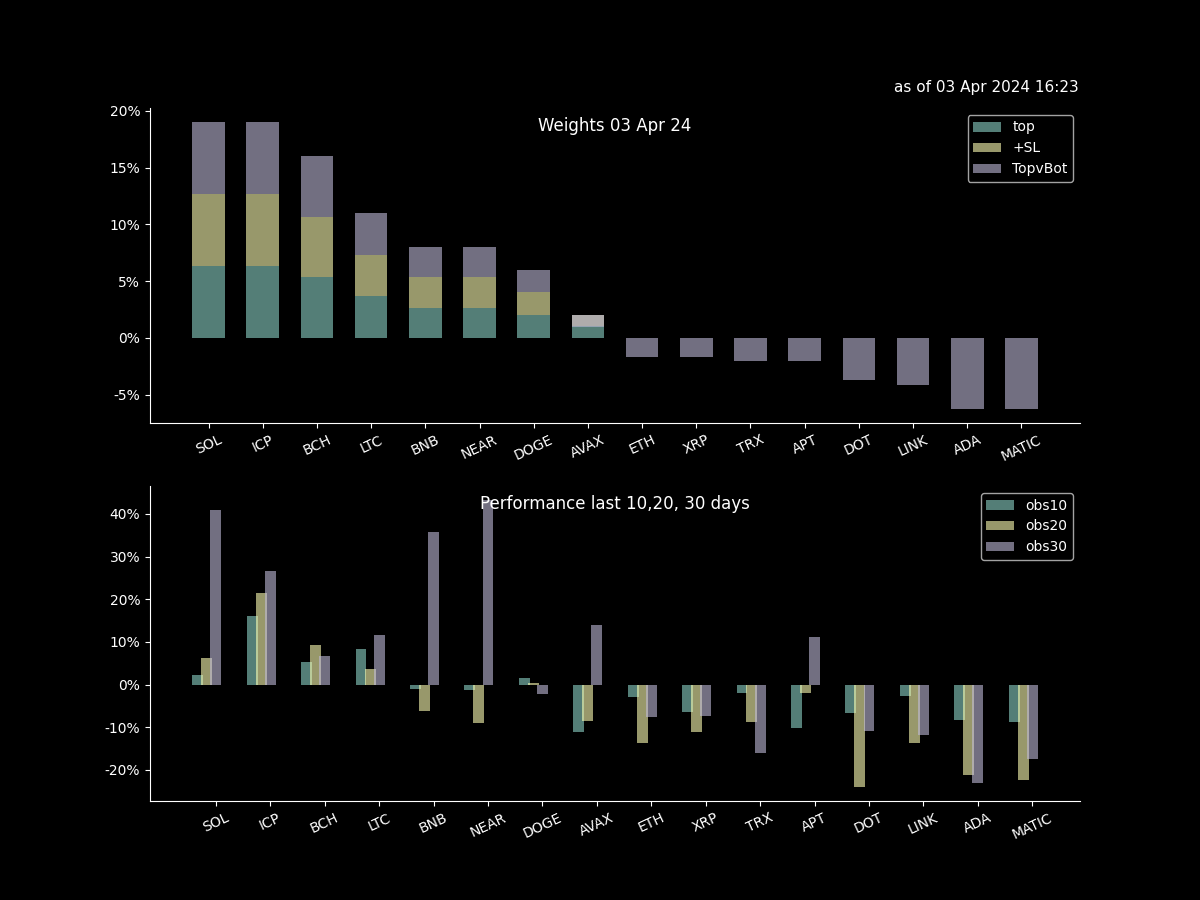 as of 03 Apr 2024 16:23
Weights 03 Apr 24
top
+SL
TopvBot
20%
15%
10%
5%
0%
-5%
SOL ICP BCH LTC BNB NEAR DOGE AVAX ETH XRP TRX APT DOT LINK ADA MATIC
Performance last 10,20, 30 days
obs10
obs20
obs30
40%
30%
20%
10%
0%
-10%
-20%
SOL ICP BCH LTC BNB NEAR DOGE AVAX ETH XRP TRX APT DOT LINK ADA MATIC